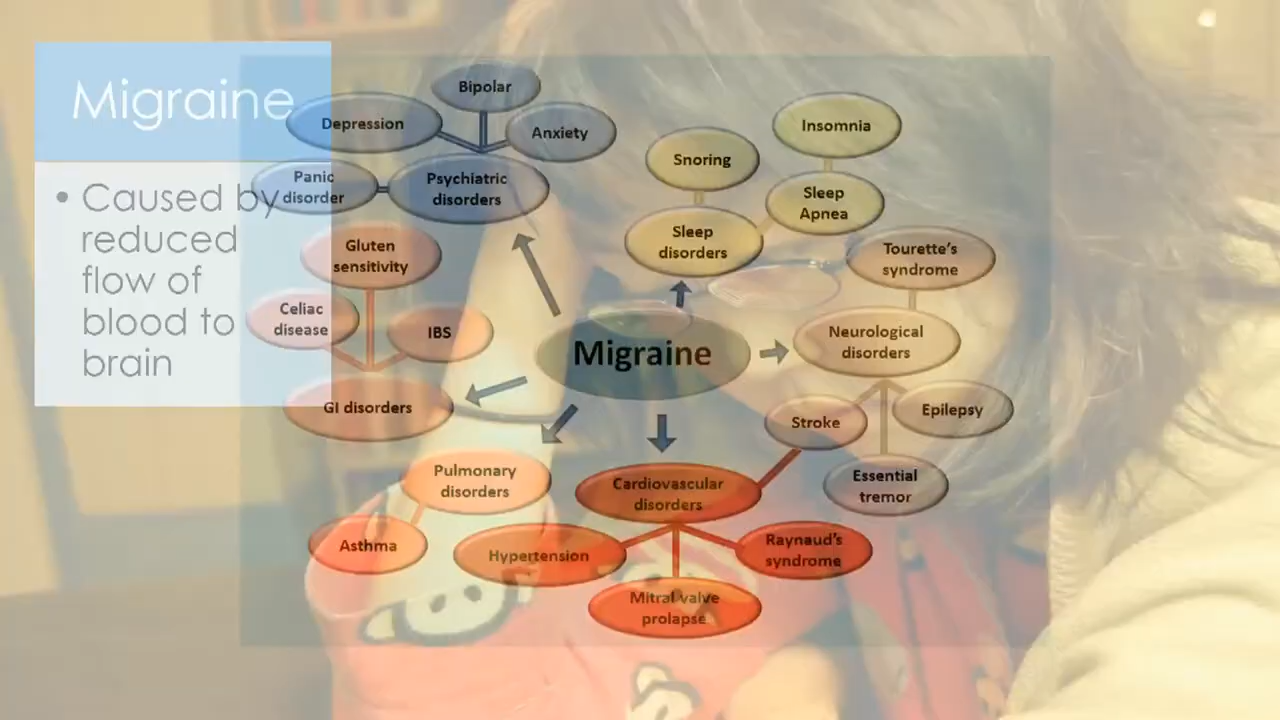 Migraine
• Caused by
reduced
flow of
blood to
brain
Bipolar
Depression
Anxiety
Panic
disorder
Psychiatric
disorders
Insomnia
Snoring
Sleep
Apnea
Sleep
disorders
Gluten
sensitivity
Celiac
disease
IBS
GI disorders
Migraine
Tourette's
syndrome
Neurological
disorders
Stroke
Epilepsy
Essential
tremor
Pulmonary
disorders
Asthma
Cardiovascular
disorders
Hypertension
Raynaud's
syndrome
Mitral valve
prolapse